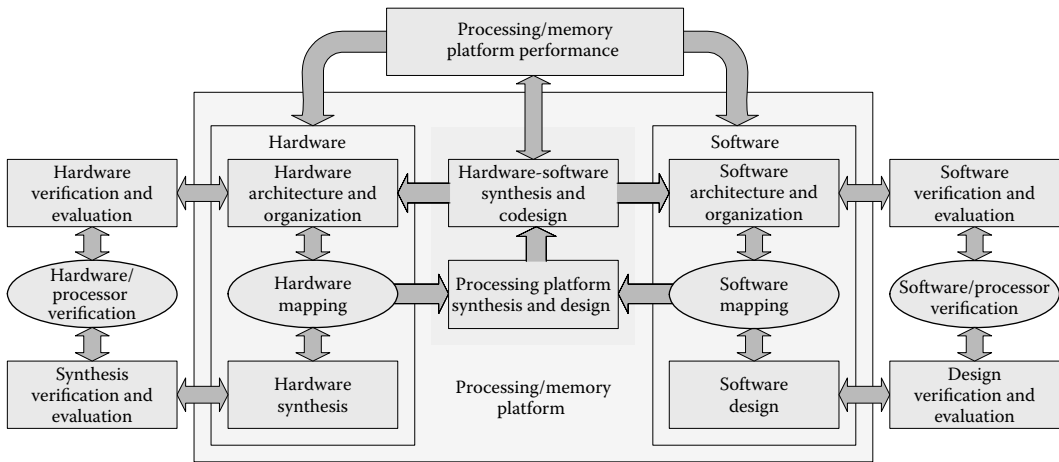 Processing/memory
platform performance
Hardware
Software
Hardware
verification and
evaluation
Hardware
architecture and
organization
Hardware-software
synthesis and
codesign
Software
architecture and
organization
Software
verification and
evaluation
Hardware/
processor
verification
Hardware
mapping
Processing platform
synthesis and design
Software
mapping
Software/processor
verification
Synthesis
verification and
evaluation
Hardware
synthesis
Processing/memory
platform
Software
design
Design
verification and
evaluation